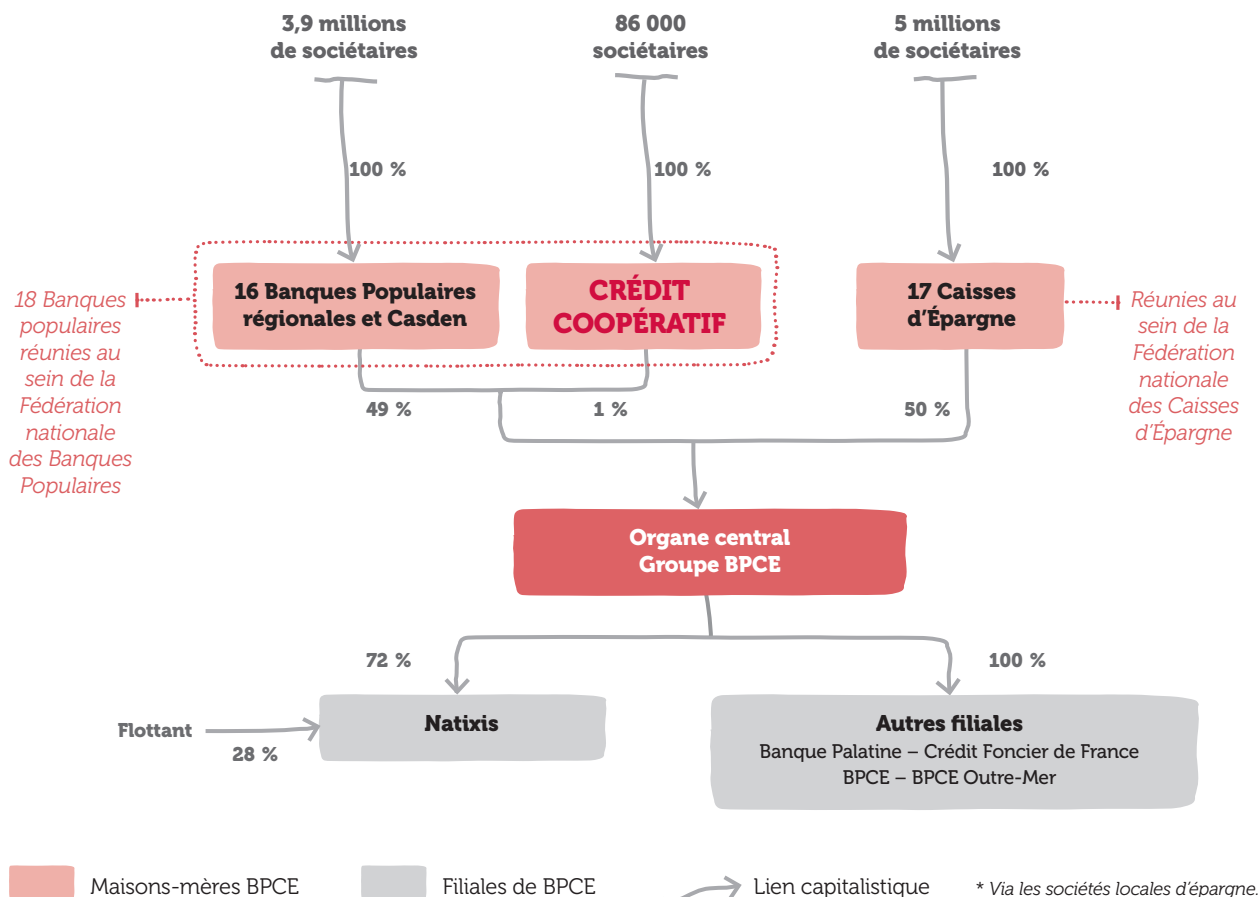 3,9 millions
de sociétaires
86 000
sociétaires
5 millions
de sociétaires
100 %
100 %
100 %
18 Banques
populaires
réunies au
sein de la
Fédération
nationale
des Banques
Populaires
16 Banques Populaires
régionales et Casden
CRÉDIT
COOPÉRATIF
17 Caisses
d'Épargne
Réunies au
sein de la
Fédération
nationale
des Caisses
d'Épargne
49 %
1 %
50 %
Organe central
Groupe BPCE
72 %
100 %
Flottant
28 %
Natixis
Autres filiales
Banque Palatine – Crédit Foncier de France
BPCE – BPCE Outre-Mer
Maisons-mères BPCE
Filiales de BPCE
Lien capitalistique
* Via les sociétés locales d'épargne.